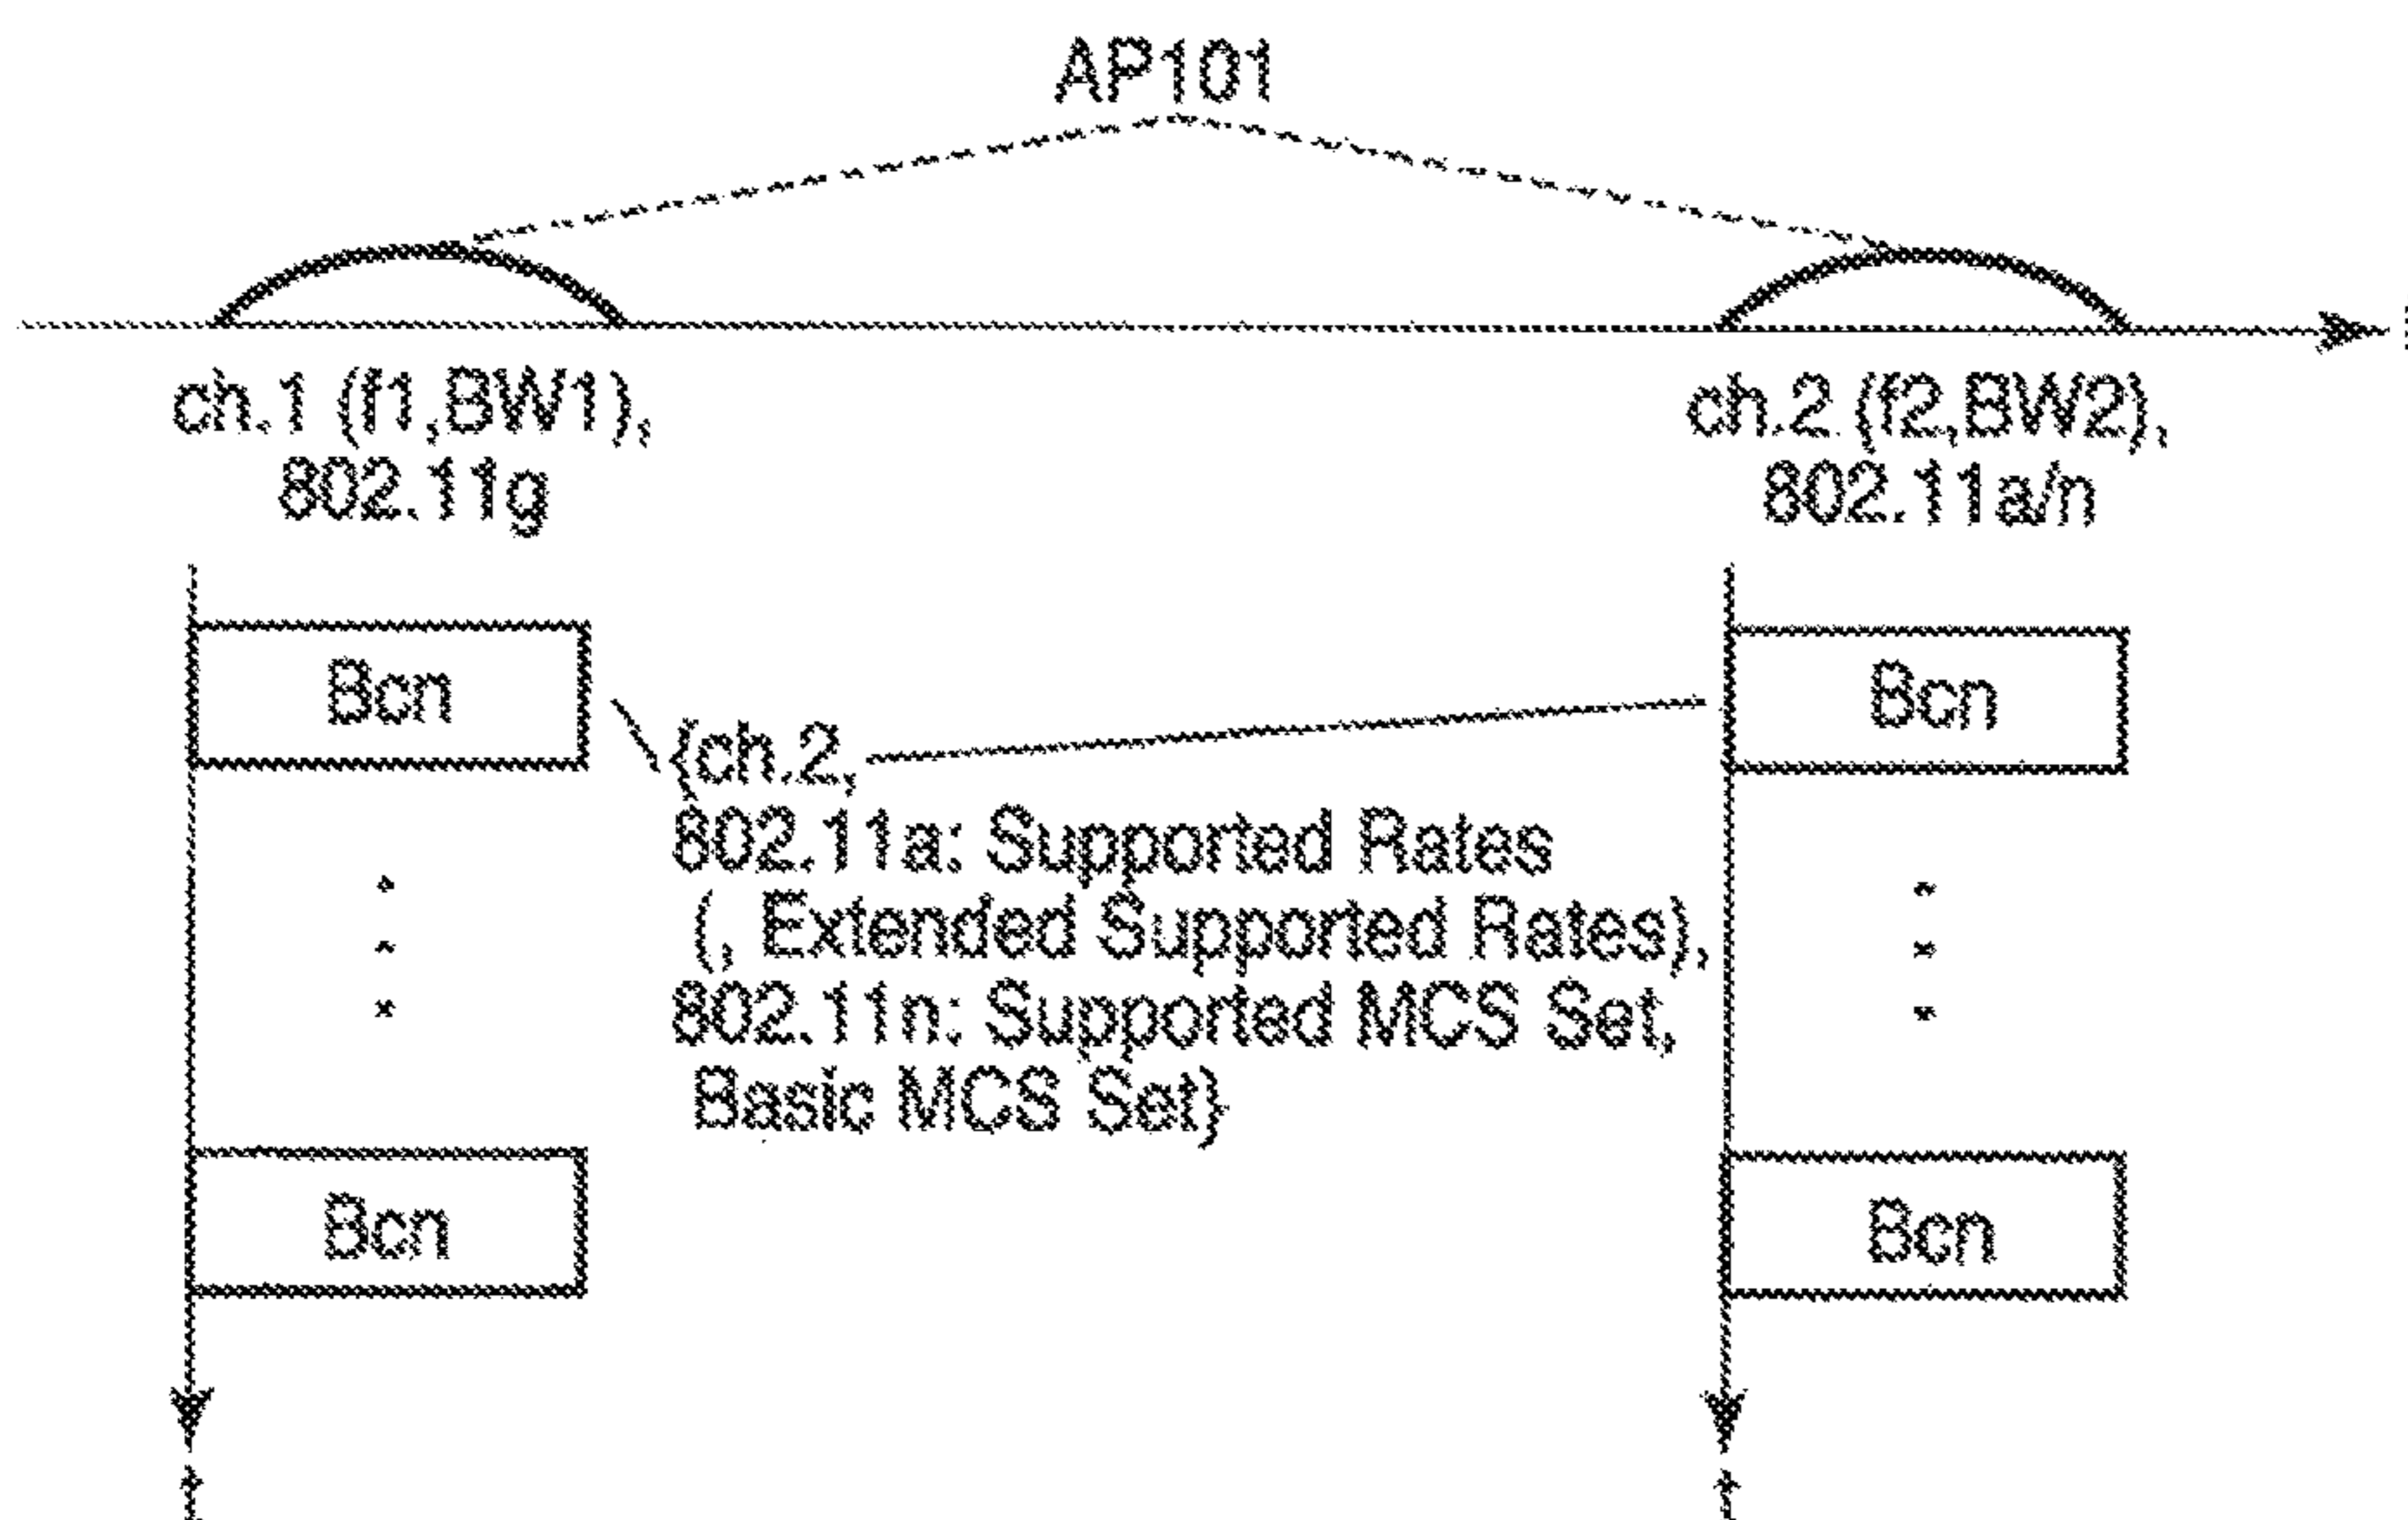 AP101
ch.1 (f1,BW1),
802.11g
ch.2 (f2,BW2),
802.11a/n
Bcn
Bcn
{ch.2,
802.11a: Supported Rates
(, Extended Supported Rates),
802.11n: Supported MCS Set,
Basic MCS Set}
Bcn
Bcn
t
t